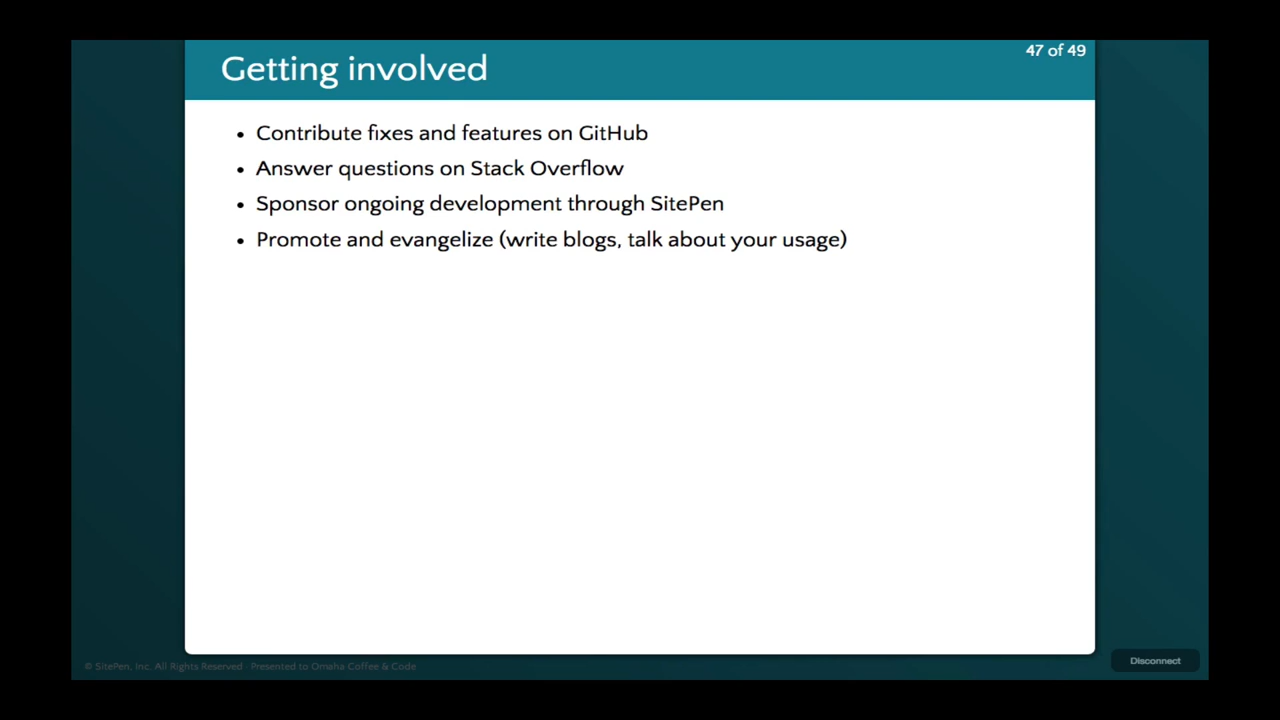 Getting involved
47 of 49
• Contribute fixes and features on GitHub
• Answer questions on Stack Overflow
• Sponsor ongoing development through SitePen
• Promote and evangelize (write blogs, talk about your usage)
© SitePen, Inc. All Rights Reserved · Presented to Omaha Coffee & Code
Disconnect